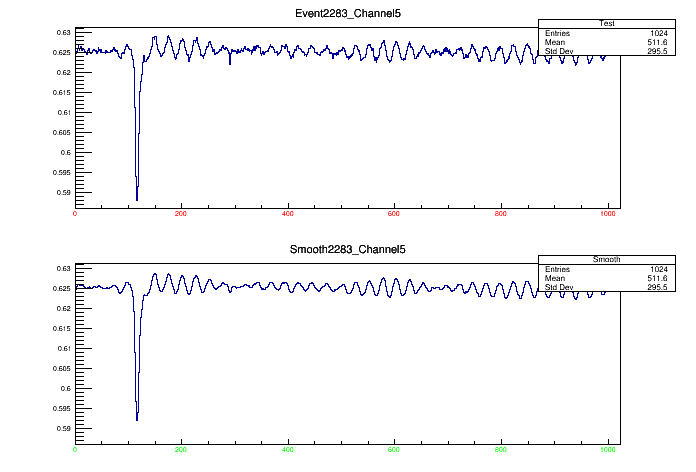 Event2283_Channel5
Test
Entries 1024
Mean 511.6
Std Dev 295.5
0.63
0.625
0.62
0.615
0.61
0.605
0.6
0.595
0.59
0 200 400 600 800 1000
Smooth2283_Channel5
Smooth
Entries 1024
Mean 511.6
Std Dev 295.5
0.63
0.625
0.62
0.615
0.61
0.605
0.6
0.595
0.59
0 200 400 600 800 1000